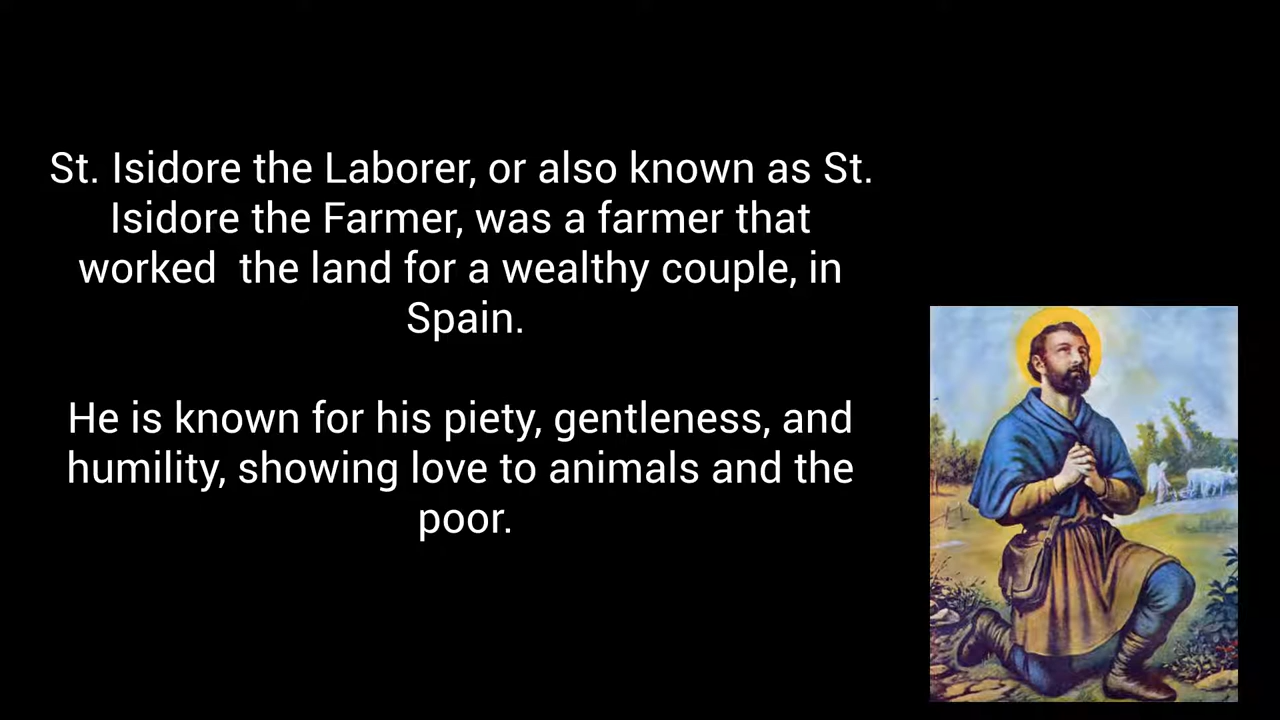 St. Isidore the Laborer, or also known as St.
Isidore the Farmer, was a farmer that
worked  the land for a wealthy couple, in
Spain.
He is known for his piety, gentleness, and
humility, showing love to animals and the
poor.